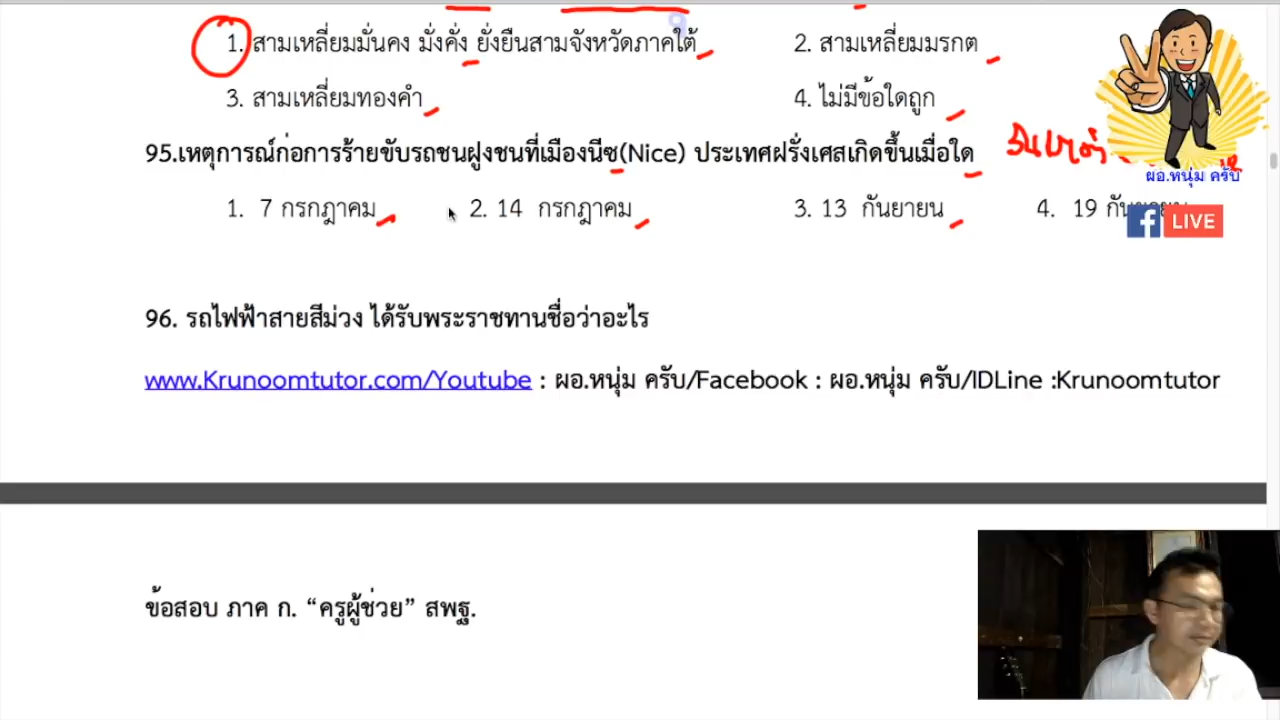 1. สามเหลี่ยมมั่นคง มั่งคั่ง ยั่งยืนสามจังหวัดภาคใต้ 2. สามเหลี่ยมมรกต
3. สามเหลี่ยมทองคำ 4. ไม่มีข้อใดถูก
95.เหตุการณ์ก่อการร้ายขับรถชนฝูงชนที่เมืองนีซ(Nice) ประเทศฝรั่งเศสเกิดขึ้นเมื่อใด
ผอ.หนุ่ม ครับ
1. 7 กรกฎาคม 2. 14 กรกฎาคม 3. 13 กันยายน 4. 19
LIVE
96. รถไฟฟ้าสายสีม่วง ได้รับพระราชทานชื่อว่าอะไร
www.Krunoomtutor.com/Youtube : ผอ.หนุ่ม ครับ/Facebook : ผอ.หนุ่ม ครับ/IDLine :Krunoomtutor
ข้อสอบ ภาค ก. “ครูผู้ช่วย” สพฐ.